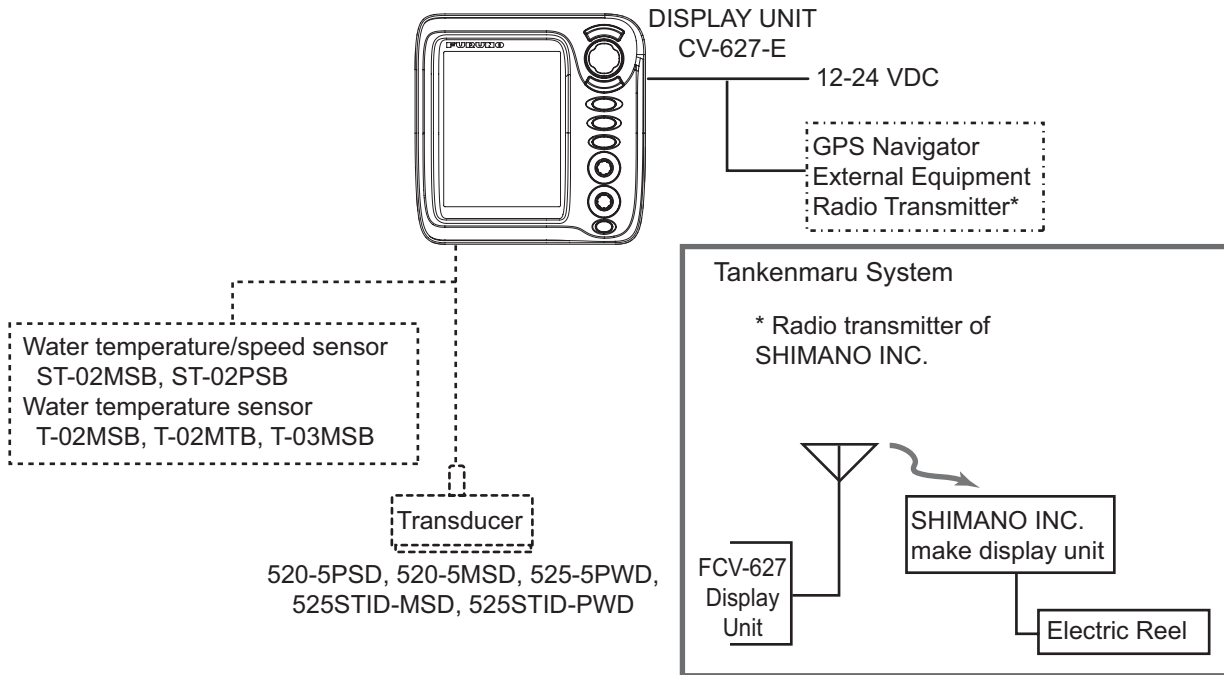 DISPLAY UNIT
CV-627-E
FURUNO
12-24 VDC
GPS Navigator
External Equipment
Radio Transmitter*
Water temperature/speed sensor
ST-02MSB, ST-02PSB
Water temperature sensor
T-02MSB, T-02MTB, T-03MSB
Transducer
520-5PSD, 520-5MSD, 525-5PWD,
525STID-MSD, 525STID-PWD
Tankenmaru System
* Radio transmitter of
SHIMANO INC.
FCV-627
Display
Unit
SHIMANO INC.
make display unit
Electric Reel